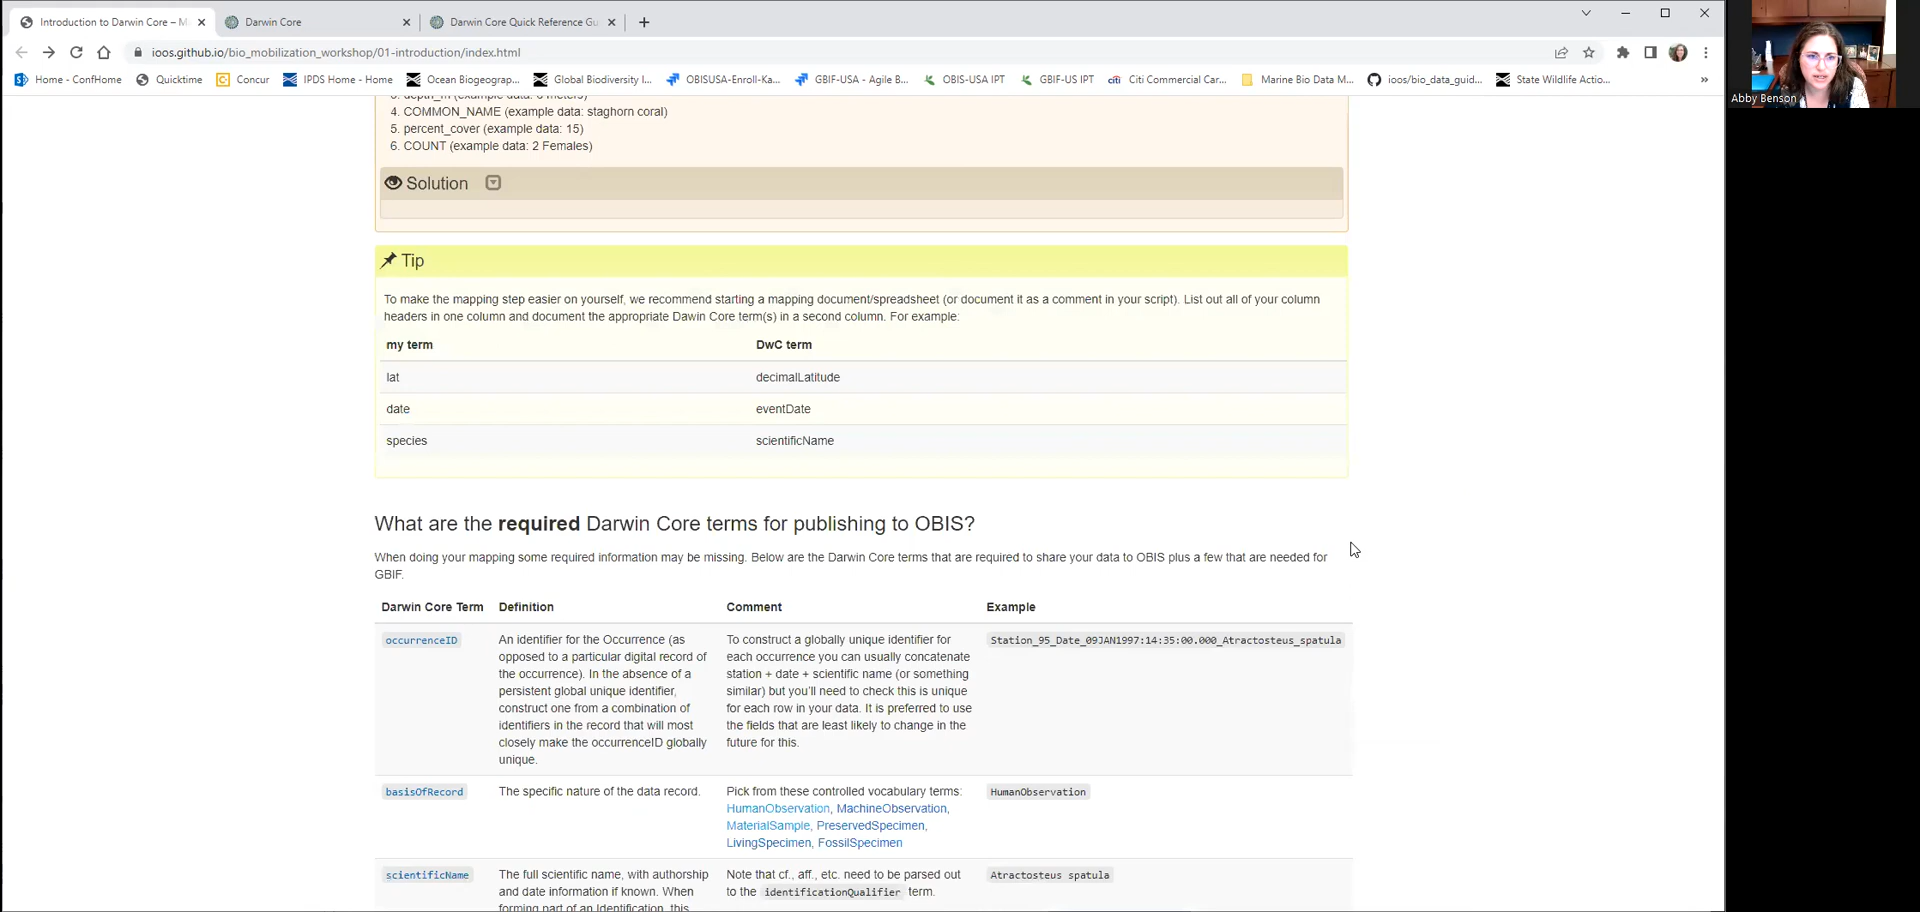 Introduction to Darwin Core – M
Darwin Core
Darwin Core Quick Reference Gu
ioos.github.io/bio_mobilization_workshop/01-introduction/index.html
Home - ConfHome
Quicktime
Concur
IPDS Home - Home
Ocean Biogeograp...
Global Biodiversity I...
OBISUSA-Enroll-Ka...
GBIF-USA - Agile B...
OBIS-USA IPT
GBIF-US IPT
Citi Commercial Car...
Marine Bio Data M...
ioos/bio_data_guid...
State Wildlife Actio...
Abby Benson
4. COMMON_NAME (example data: staghorn coral)
5. percent_cover (example data: 15)
6. COUNT (example data: 2 Females)
Solution
Tip
To make the mapping step easier on yourself, we recommend starting a mapping document/spreadsheet (or document it as a comment in your script). List out all of your column
headers in one column and document the appropriate Dawin Core term(s) in a second column. For example:
my term DwC term
lat decimalLatitude
date eventDate
species scientificName
What are the required Darwin Core terms for publishing to OBIS?
When doing your mapping some required information may be missing. Below are the Darwin Core terms that are required to share your data to OBIS plus a few that are needed for
GBIF.
Darwin Core Term Definition Comment Example
occurrenceID
An identifier for the Occurrence (as
opposed to a particular digital record of
the occurrence). In the absence of a
persistent global unique identifier,
construct one from a combination of
identifiers in the record that will most
closely make the occurrenceID globally
unique.
To construct a globally unique identifier for
each occurrence you can usually concatenate
station + date + scientific name (or something
similar) but you'll need to check this is unique
for each row in your data. It is preferred to use
the fields that are least likely to change in the
future for this.
Station_95_Date_09JAN1997:14:35:00.000_Atractosteus_spatula
basisOfRecord
The specific nature of the data record.
Pick from these controlled vocabulary terms:
HumanObservation, MachineObservation,
MaterialSample, PreservedSpecimen,
LivingSpecimen, FossilSpecimen
HumanObservation
scientificName
The full scientific name, with authorship
and date information if known. When
forming part of an Identification, this
Note that cf., aff., etc. need to be parsed out
to the identificationQualifier term.
Atractosteus spatula